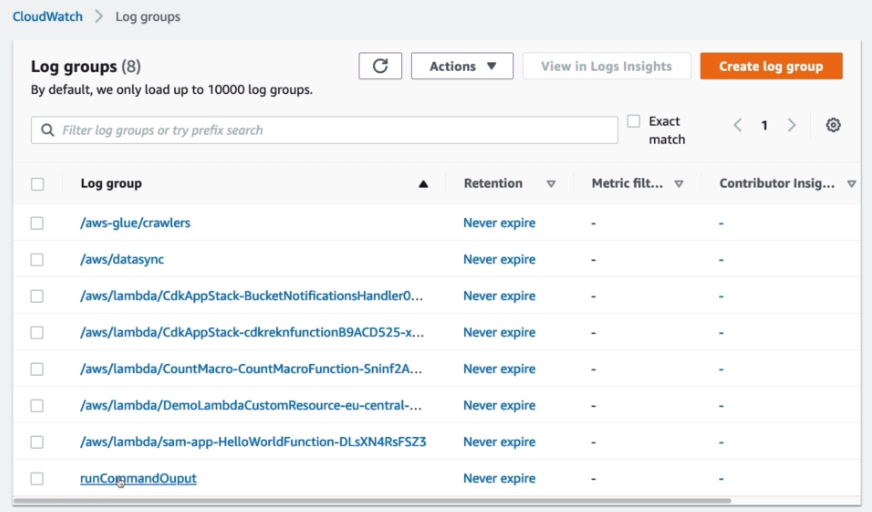 CloudWatch > Log groups
Log groups (8)
Actions ▼
View in Logs Insights
Create log group
By default, we only load up to 10000 log groups.
Filter log groups or try prefix search
Exact match
1
Log group Retention Metric filt... Contributor Insig...
/aws-glue/crawlers Never expire - -
/aws/datasync Never expire - -
/aws/lambda/CdkAppStack-BucketNotificationsHandler0... Never expire - -
/aws/lambda/CdkAppStack-cdkreknfunctionB9ACD525-x... Never expire - -
/aws/lambda/CountMacro-CountMacroFunction-Sninf2A... Never expire - -
/aws/lambda/DemoLambdaCustomResource-eu-central-... Never expire - -
/aws/lambda/sam-app-HelloWorldFunction-DLsXN4RsFSZ3 Never expire - -
runCommandOuput Never expire - -